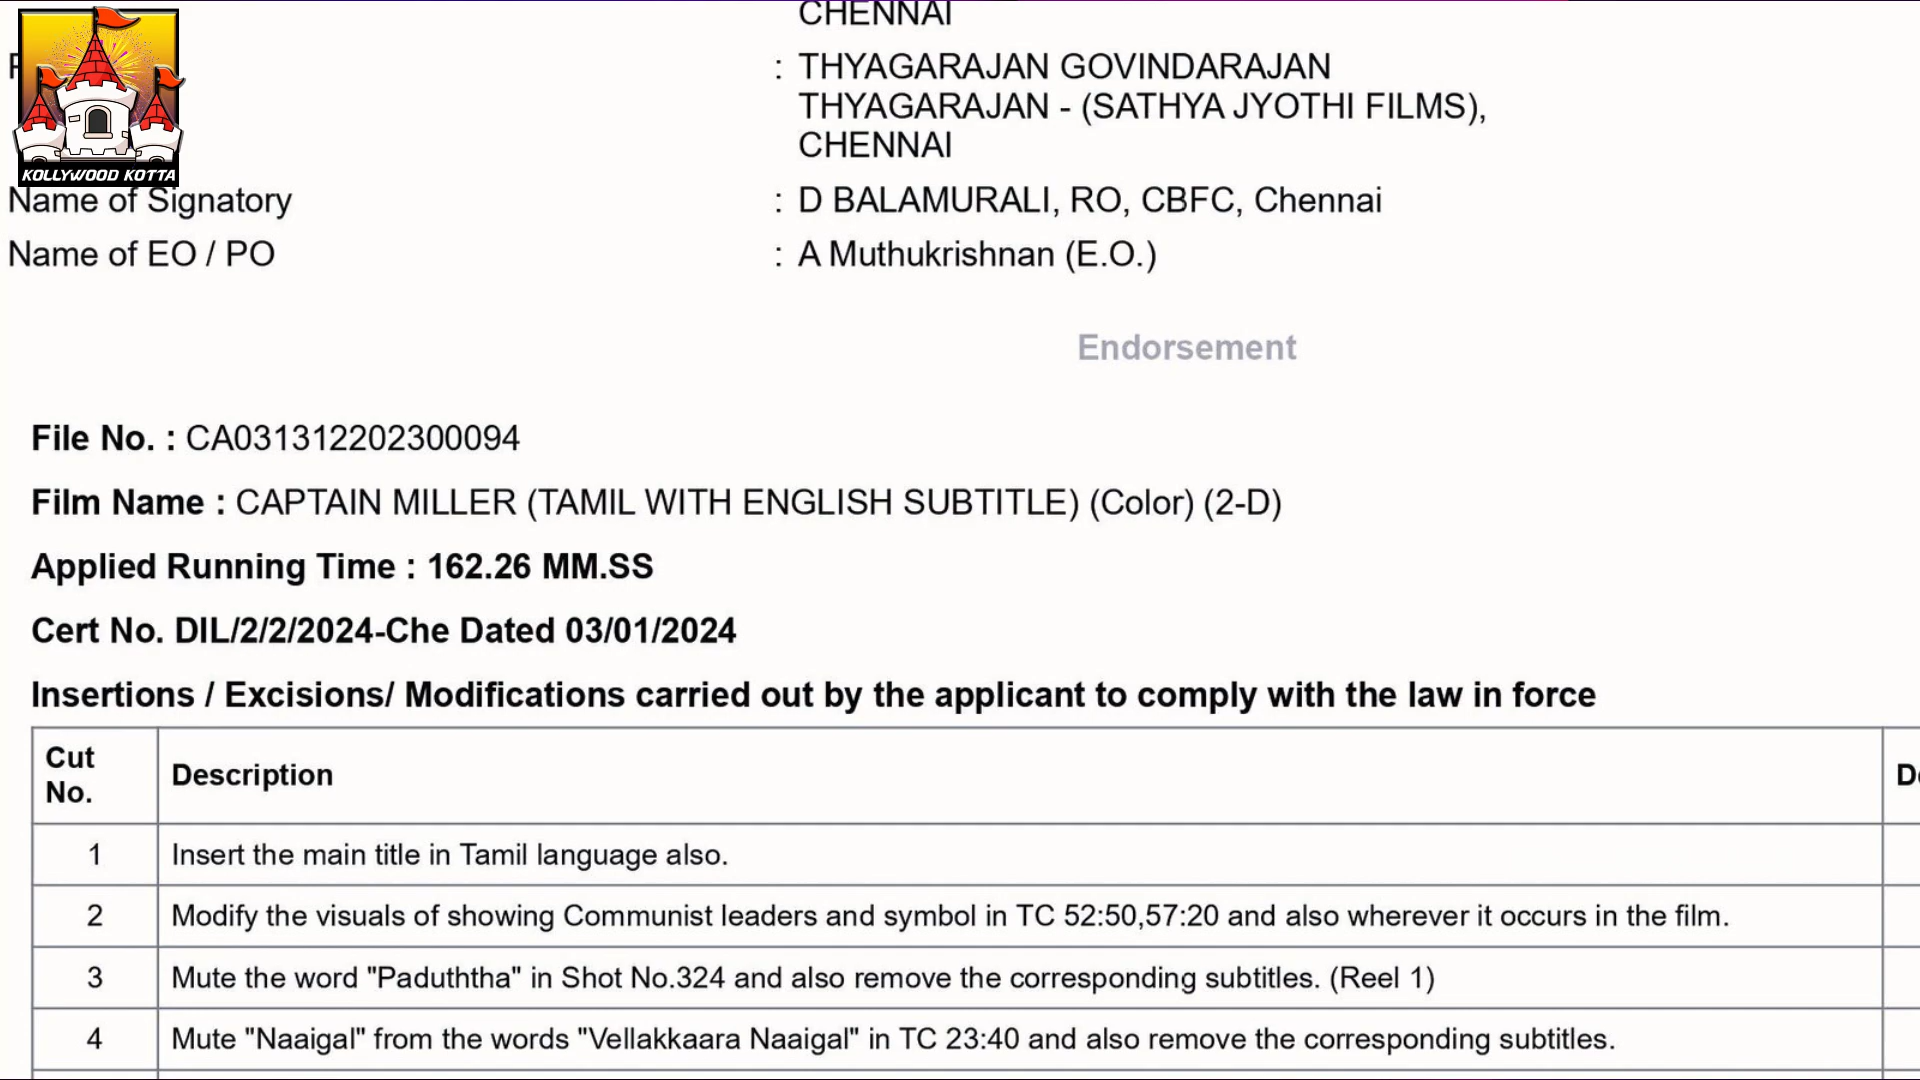 CHENNAI
: THYAGARAJAN GOVINDARAJAN
THYAGARAJAN - (SATHYA JYOTHI FILMS),
CHENNAI
KOLLYWOOD KOTTA
Name of Signatory : D BALAMURALI, RO, CBFC, Chennai
Name of EO / PO : A Muthukrishnan (E.O.)
Endorsement
File No. : CA031312202300094
Film Name : CAPTAIN MILLER (TAMIL WITH ENGLISH SUBTITLE) (Color) (2-D)
Applied Running Time : 162.26 MM.SS
Cert No. DIL/2/2/2024-Che Dated 03/01/2024
Insertions / Excisions/ Modifications carried out by the applicant to comply with the law in force
Cut No. Description
1 Insert the main title in Tamil language also.
2 Modify the visuals of showing Communist leaders and symbol in TC 52:50,57:20 and also wherever it occurs in the film.
3 Mute the word "Paduththa" in Shot No.324 and also remove the corresponding subtitles. (Reel 1)
4 Mute "Naaigal" from the words "Vellakkaara Naaigal" in TC 23:40 and also remove the corresponding subtitles.